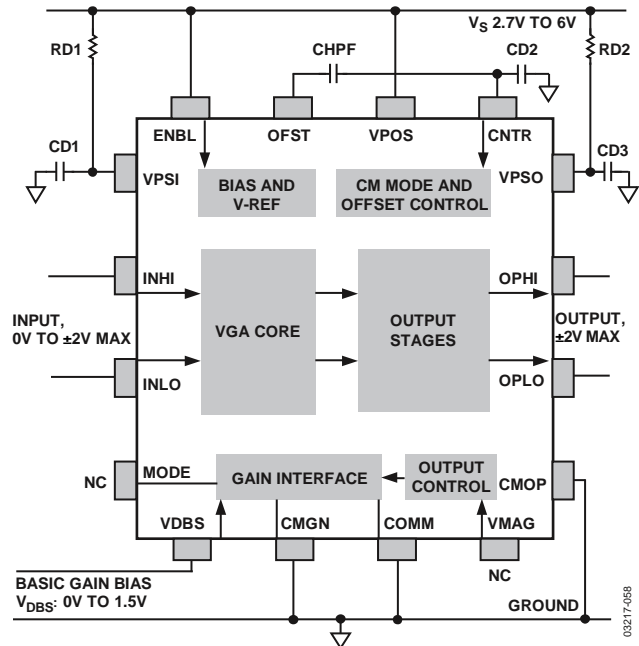 V_S 2.7V TO 6V
RD1
CHPF
CD2
RD2
ENBL
OFST
VPOS
CNTR
CD1
CD3
VPSI
BIAS AND
V-REF
CM MODE AND
OFFSET CONTROL
VPSO
INHI
OPHI
INPUT,
0V TO ±2V MAX
VGA CORE
OUTPUT
STAGES
OUTPUT,
±2V MAX
INLO
OPLO
NC
MODE
GAIN INTERFACE
OUTPUT
CONTROL
CMOP
VDBS
CMGN
COMM
VMAG
NC
BASIC GAIN BIAS
V_DBS: 0V TO 1.5V
GROUND
03217-058